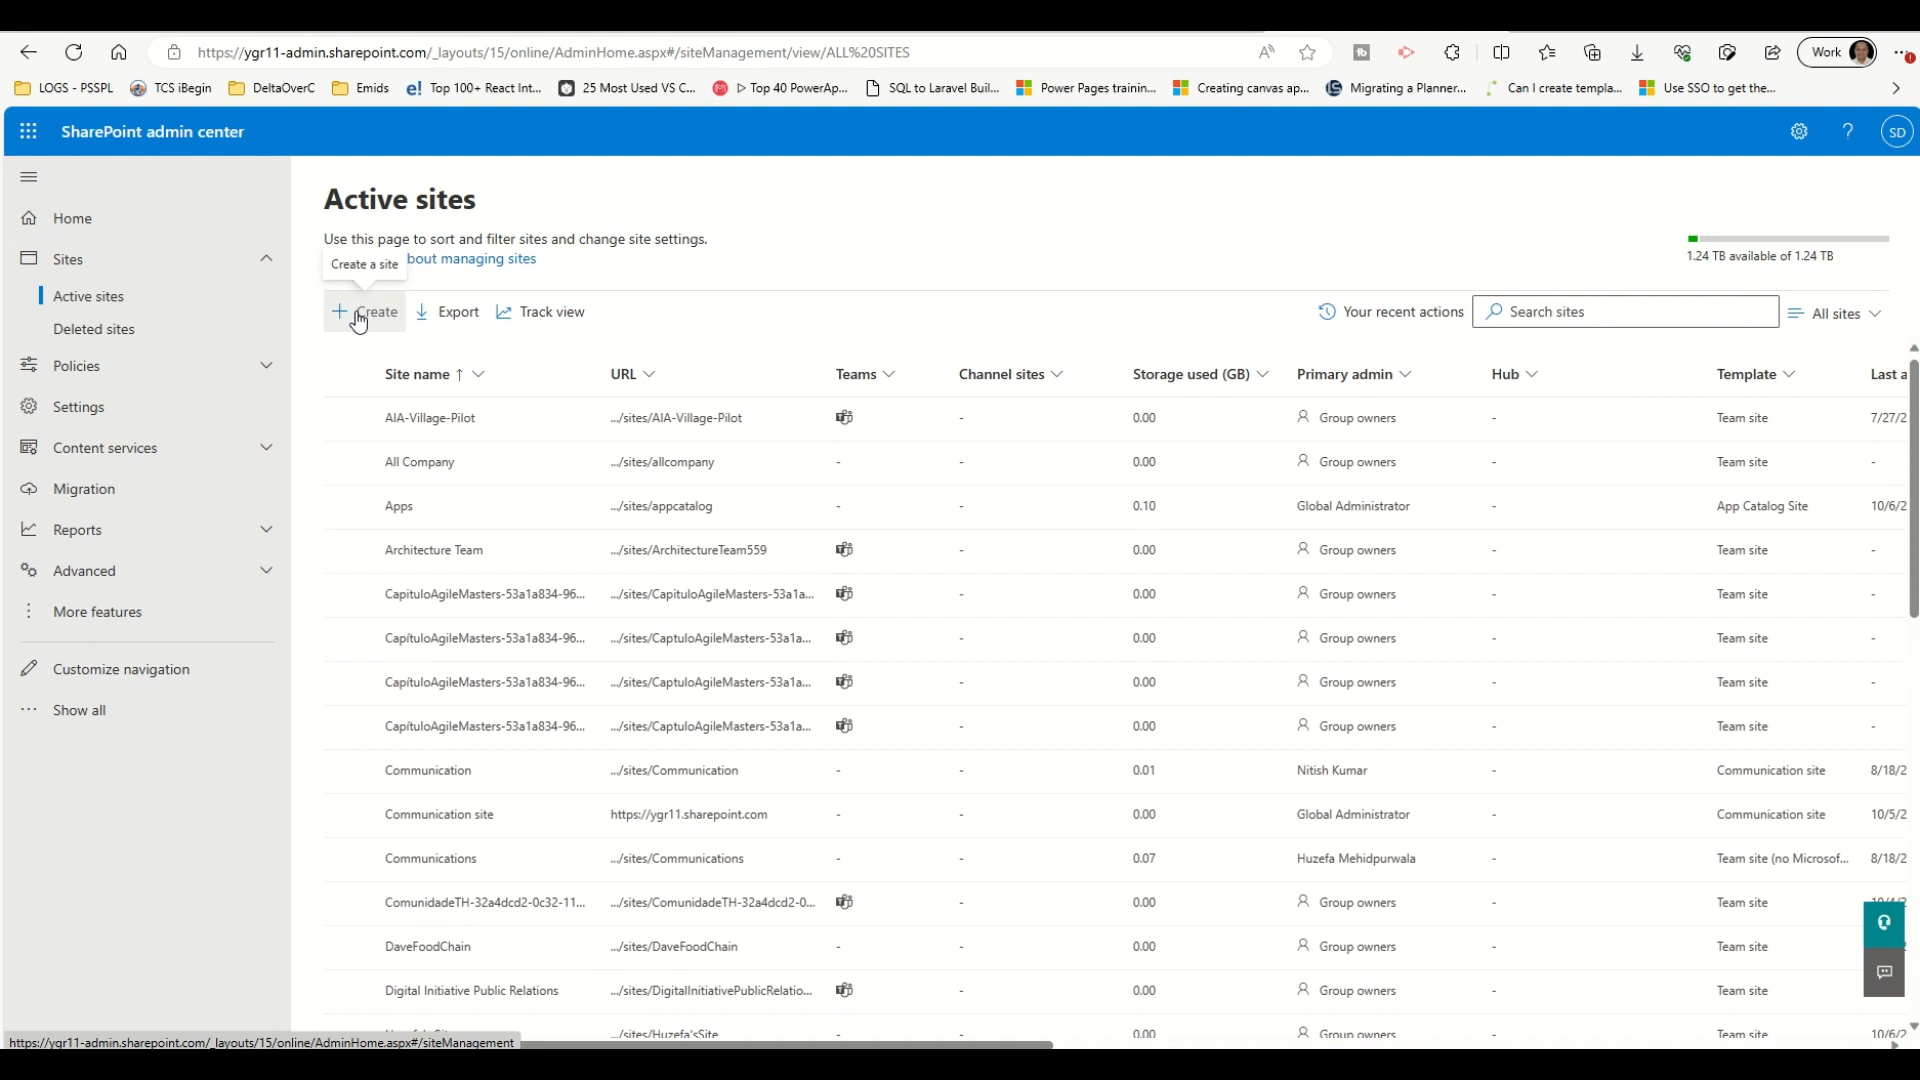 https://ygr11-admin.sharepoint.com/_layouts/15/online/AdminHome.aspx#/siteManagement/view/ALL%20SITES
Work
LOGS - PSSPL
TCS iBegin
DeltaOverC
Emids
Top 100+ React Int...
25 Most Used VS C...
Top 40 PowerAp...
SQL to Laravel Buil...
Power Pages trainin...
Creating canvas ap...
Migrating a Planner...
Can I create templa...
Use SSO to get the...
SharePoint admin center
SD
Home
Sites
Active sites
Deleted sites
Policies
Settings
Content services
Migration
Reports
Advanced
More features
Customize navigation
Show all
Active sites
Use this page to sort and filter sites and change site settings.
bout managing sites
Create a site
1.24 TB available of 1.24 TB
Create
Export
Track view
Your recent actions
Search sites
All sites
Site name ↑ URL Teams Channel sites Storage used (GB) Primary admin Hub Template Last a
AIA-Village-Pilot .../sites/AIA-Village-Pilot - 0.00 Group owners - Team site 7/27/2
All Company .../sites/allcompany - - 0.00 Group owners - Team site -
Apps .../sites/appcatalog - - 0.10 Global Administrator - App Catalog Site 10/6/2
Architecture Team .../sites/ArchitectureTeam559 - 0.00 Group owners - Team site -
CapituloAgileMasters-53a1a834-96... .../sites/CapituloAgileMasters-53a1a... - 0.00 Group owners - Team site -
CapítuloAgileMasters-53a1a834-96... .../sites/CaptuloAgileMasters-53a1a... - 0.00 Group owners - Team site -
CapítuloAgileMasters-53a1a834-96... .../sites/CaptuloAgileMasters-53a1a... - 0.00 Group owners - Team site -
CapítuloAgileMasters-53a1a834-96... .../sites/CaptuloAgileMasters-53a1a... - 0.00 Group owners - Team site -
Communication .../sites/Communication - - 0.01 Nitish Kumar - Communication site 8/18/2
Communication site https://ygr11.sharepoint.com - - 0.00 Global Administrator - Communication site 10/5/2
Communications .../sites/Communications - - 0.07 Huzefa Mehidpurwala - Team site (no Microsof... 8/18/2
ComunidadeTH-32a4dcd2-0c32-11... .../sites/ComunidadeTH-32a4dcd2-0... - 0.00 Group owners - Team site
DaveFoodChain .../sites/DaveFoodChain - - 0.00 Group owners - Team site
Digital Initiative Public Relations .../sites/DigitalInitiativePublicRelatio... - 0.00 Group owners - Team site
.../sites/Huzefa'sSite - - 0.00 Group owners - Team site 10/6/2
https://ygr11-admin.sharepoint.com/_layouts/15/online/AdminHome.aspx#/siteManagement